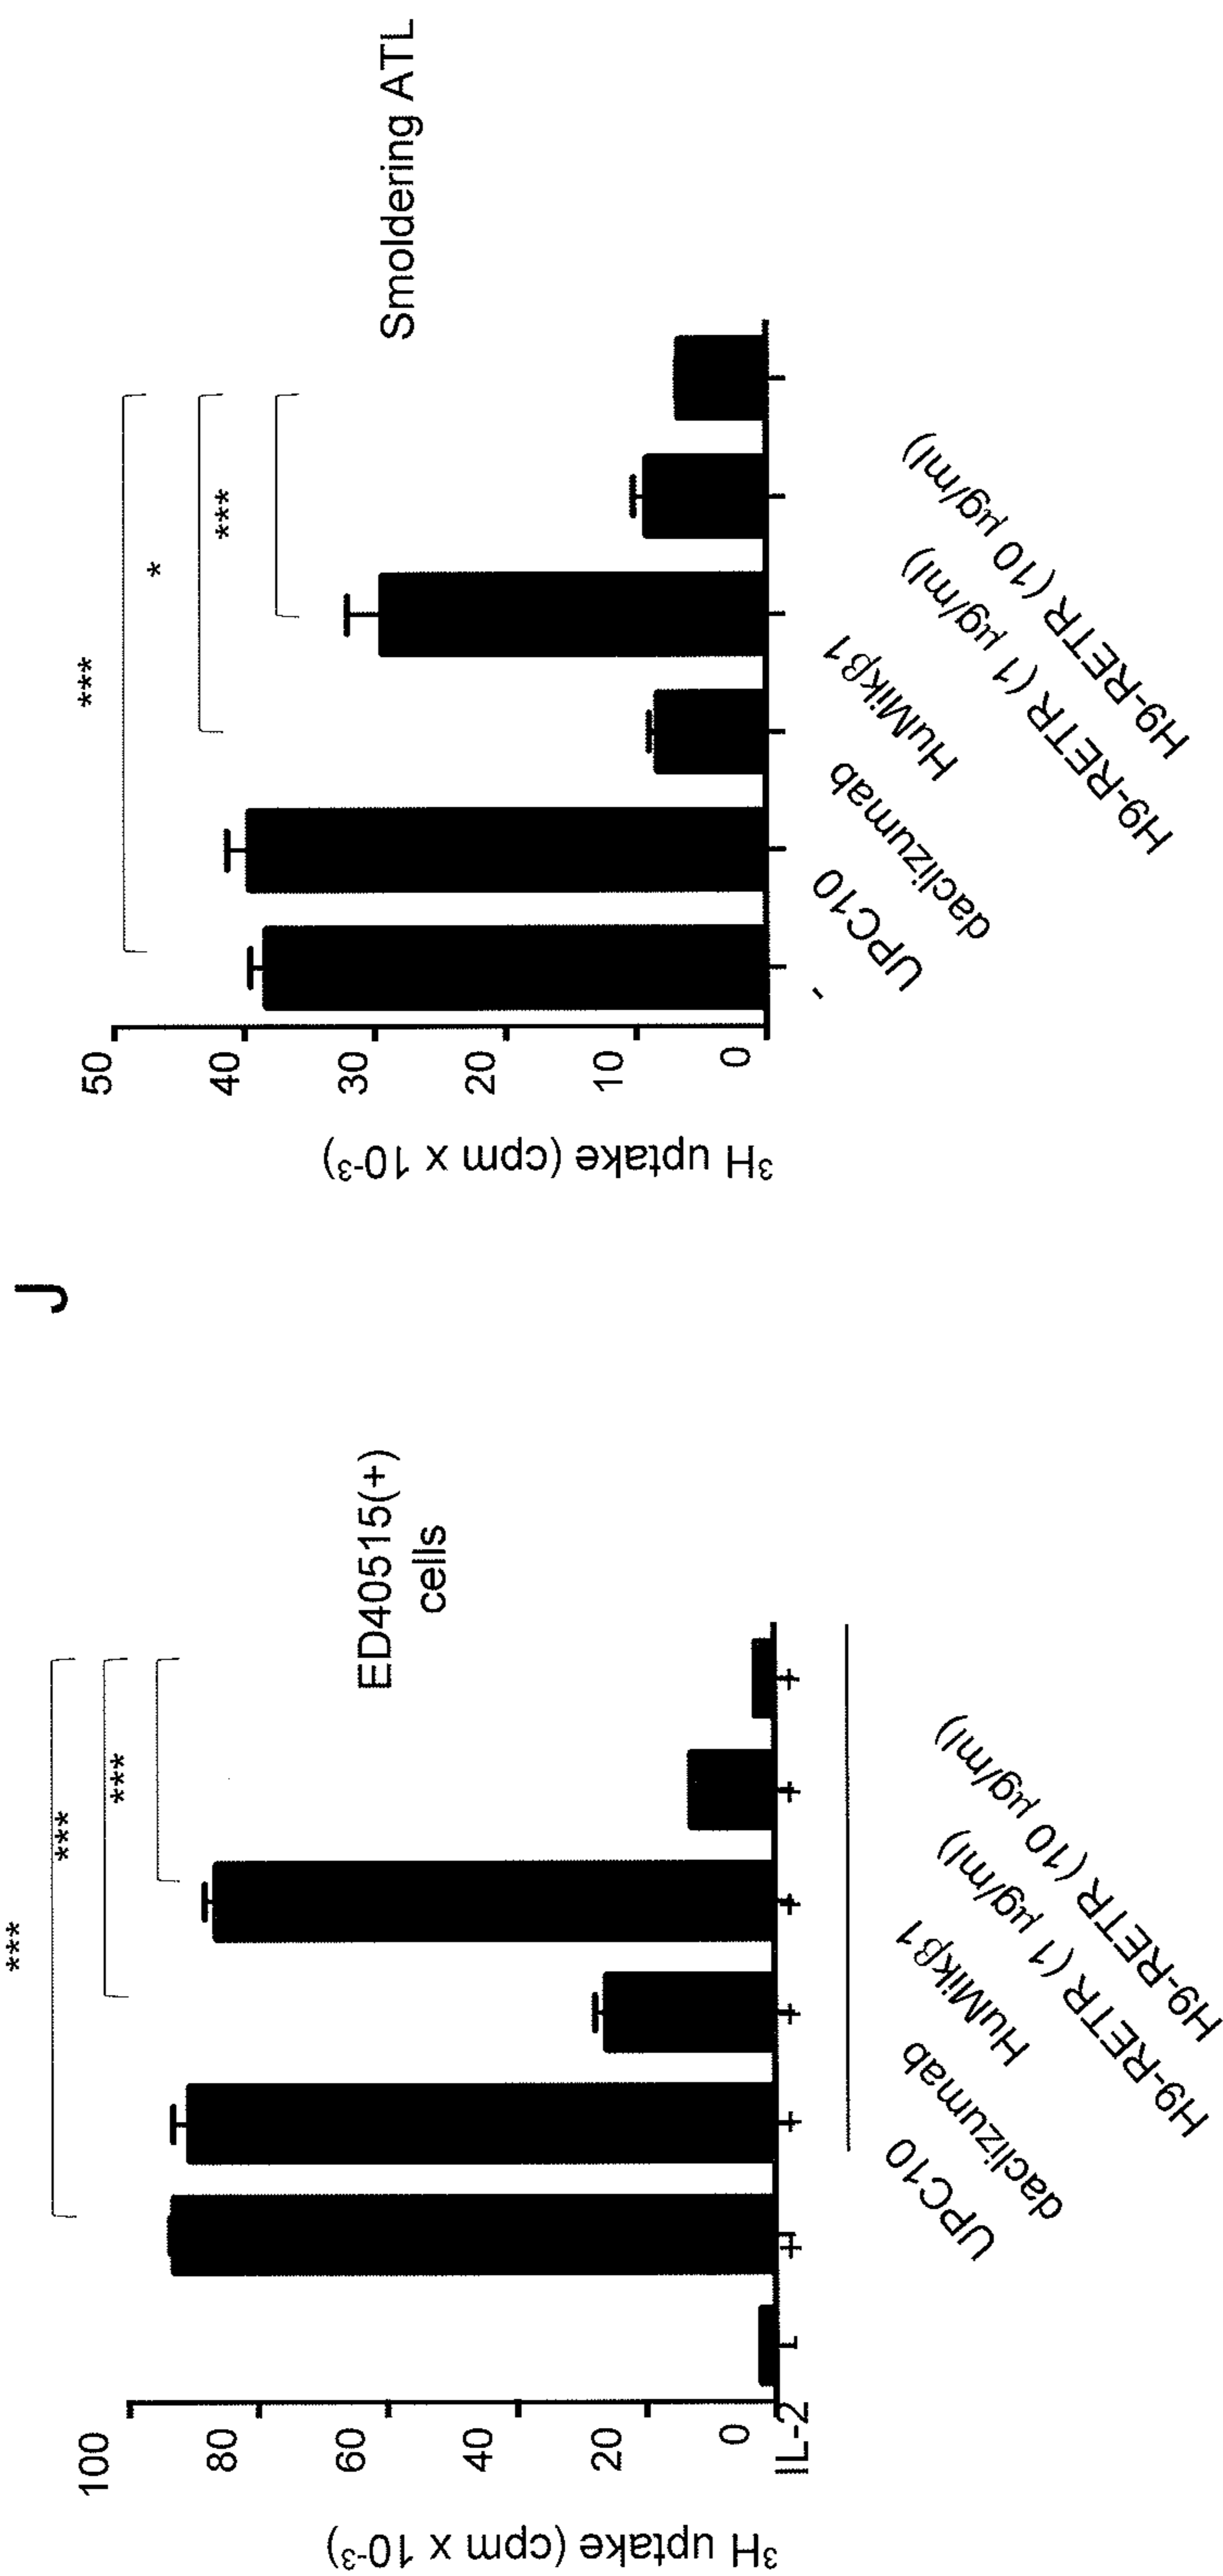 ***
***
***
ED40515(+)
cells
³H uptake (cpm x 10⁻³)
100
80
60
40
20
0
IL-2
-
+
+
+
+
+
+
UPC10
daclizumab
HuMikβ1
H9-RETR (1 µg/ml)
H9-RETR (10 µg/ml)
J
***
*
***
Smoldering ATL
³H uptake (cpm x 10⁻³)
50
40
30
20
10
0
-
UPC10
daclizumab
HuMikβ1
H9-RETR (1 µg/ml)
H9-RETR (10 µg/ml)